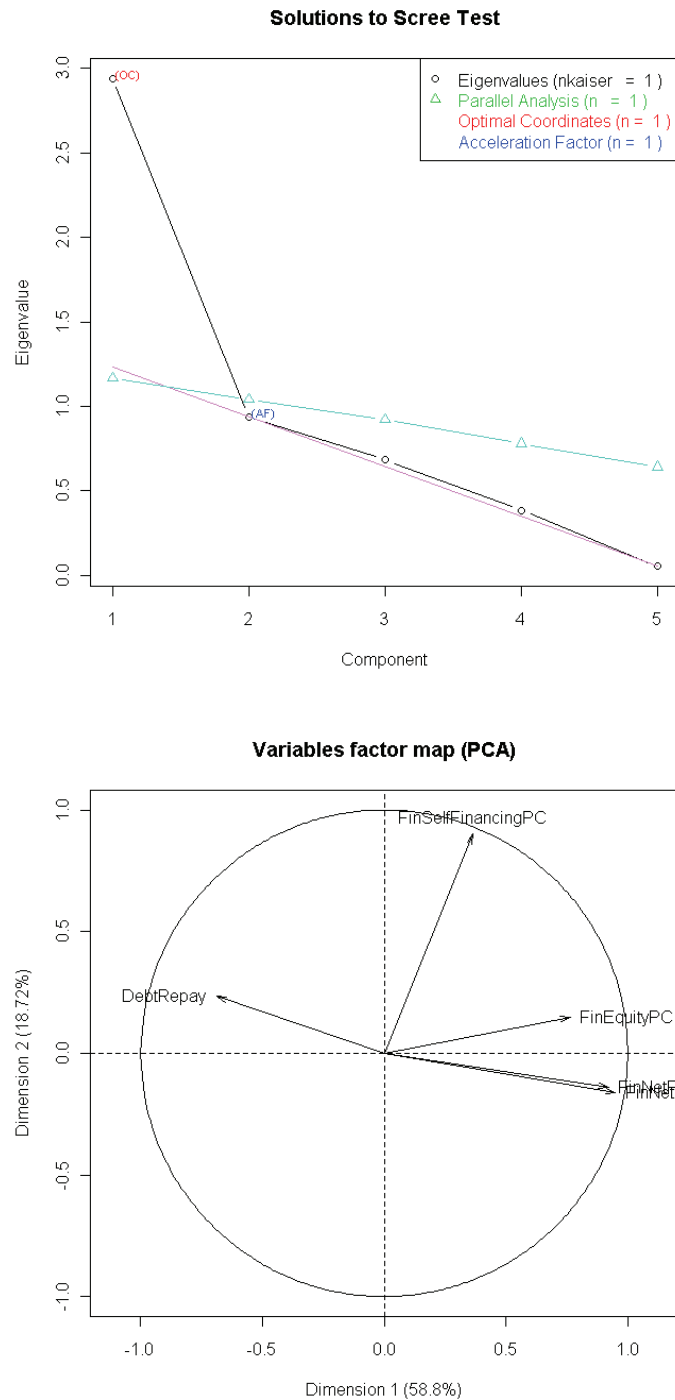 Solutions to Scree Test
Eigenvalues (nkaiser = 1 )
Parallel Analysis (n = 1 )
Optimal Coordinates (n = 1 )
Acceleration Factor (n = 1 )
(OC)
(AF)
3.0
2.5
2.0
1.5
1.0
0.5
0.0
Eigenvalue
1 2 3 4 5
Component
Variables factor map (PCA)
FinSelfFinancingPC
DebtRepay
FinEquityPC
1.0
0.5
0.0
-0.5
-1.0
Dimension 2 (18.72%)
-1.0 -0.5 0.0 0.5 1.0
Dimension 1 (58.8%)